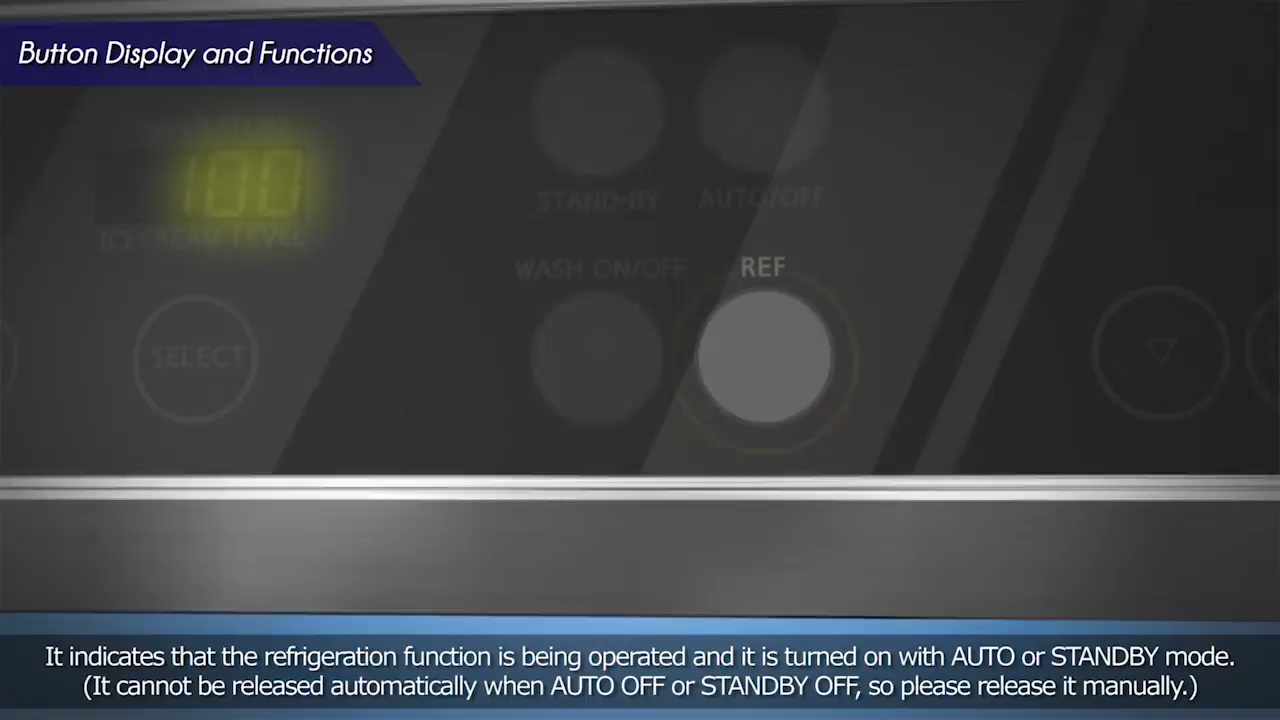 Button Display and Functions
100
ICECREAM LEVEL
STAND-BY
AUTO/OFF
WASH ON/OFF
REF
SELECT
It indicates that the refrigeration function is being operated and it is turned on with AUTO or STANDBY mode.
(It cannot be released automatically when AUTO OFF or STANDBY OFF, so please release it manually.)